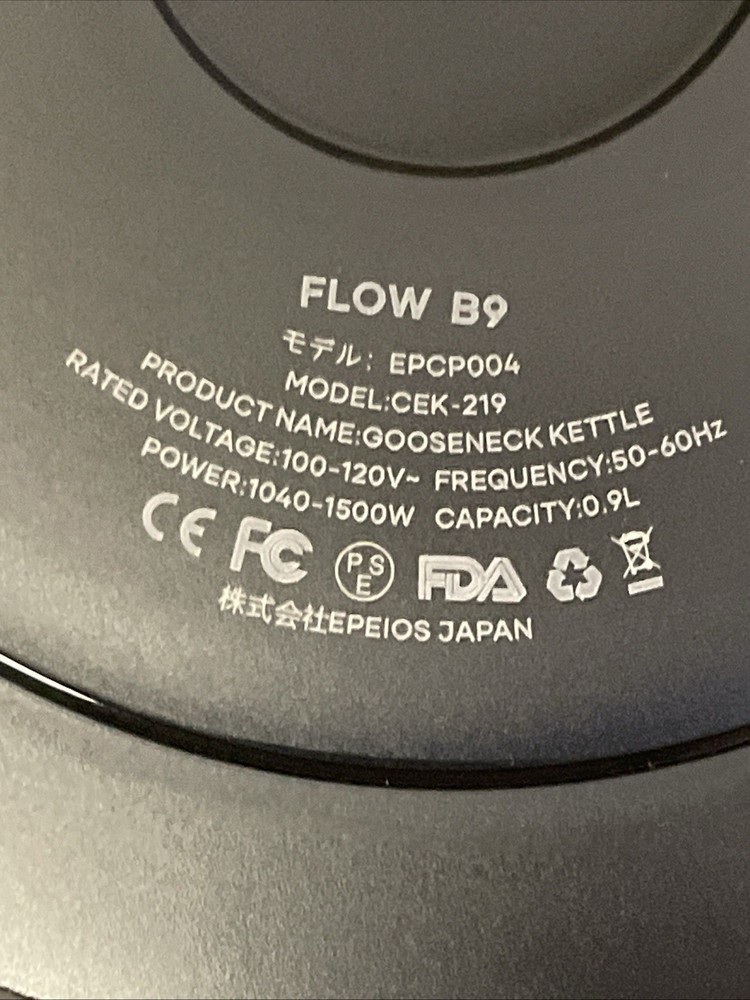 FLOW B9
モデル: EPCP004
MODEL:CEK-219
PRODUCT NAME:GOOSENECK KETTLE
RATED VOLTAGE:100-120V~ FREQUENCY:50-60Hz
POWER:1040-1500W CAPACITY:0.9L
CE FC PSE FDA
株式会社EPEIOS JAPAN